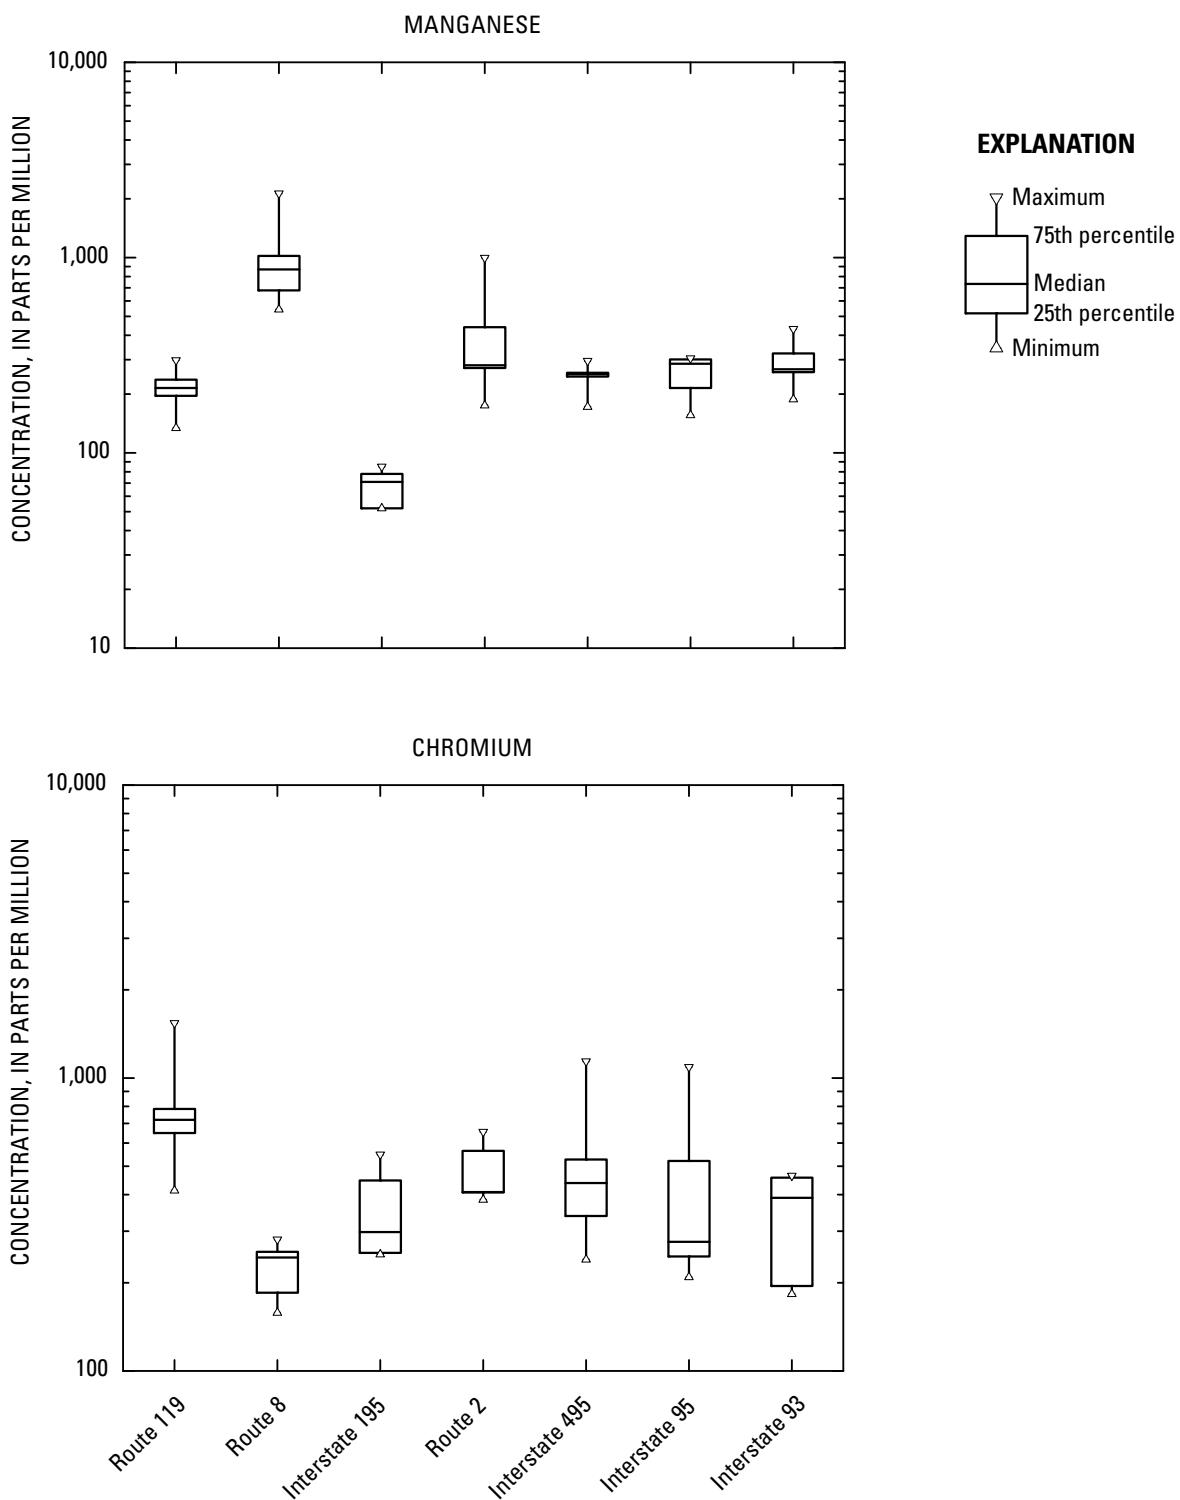 MANGANESE
CONCENTRATION, IN PARTS PER MILLION
10,000
1,000
100
10
EXPLANATION
Maximum
75th percentile
Median
25th percentile
Minimum
CHROMIUM
CONCENTRATION, IN PARTS PER MILLION
10,000
1,000
100
Route 119
Route 8
Interstate 195
Route 2
Interstate 495
Interstate 95
Interstate 93